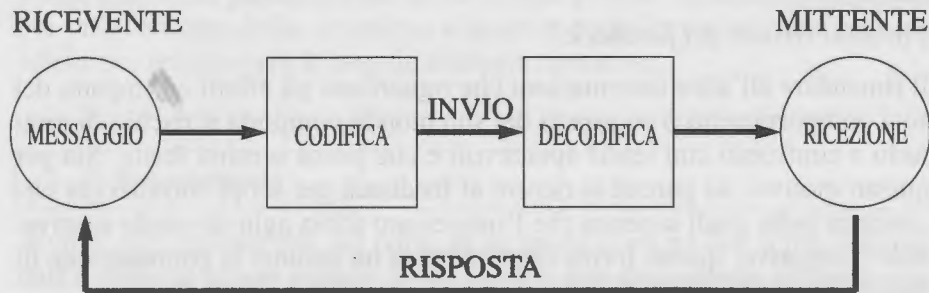 RICEVENTE MITTENTE
INVIO
MESSAGGIO CODIFICA DECODIFICA RICEZIONE
RISPOSTA